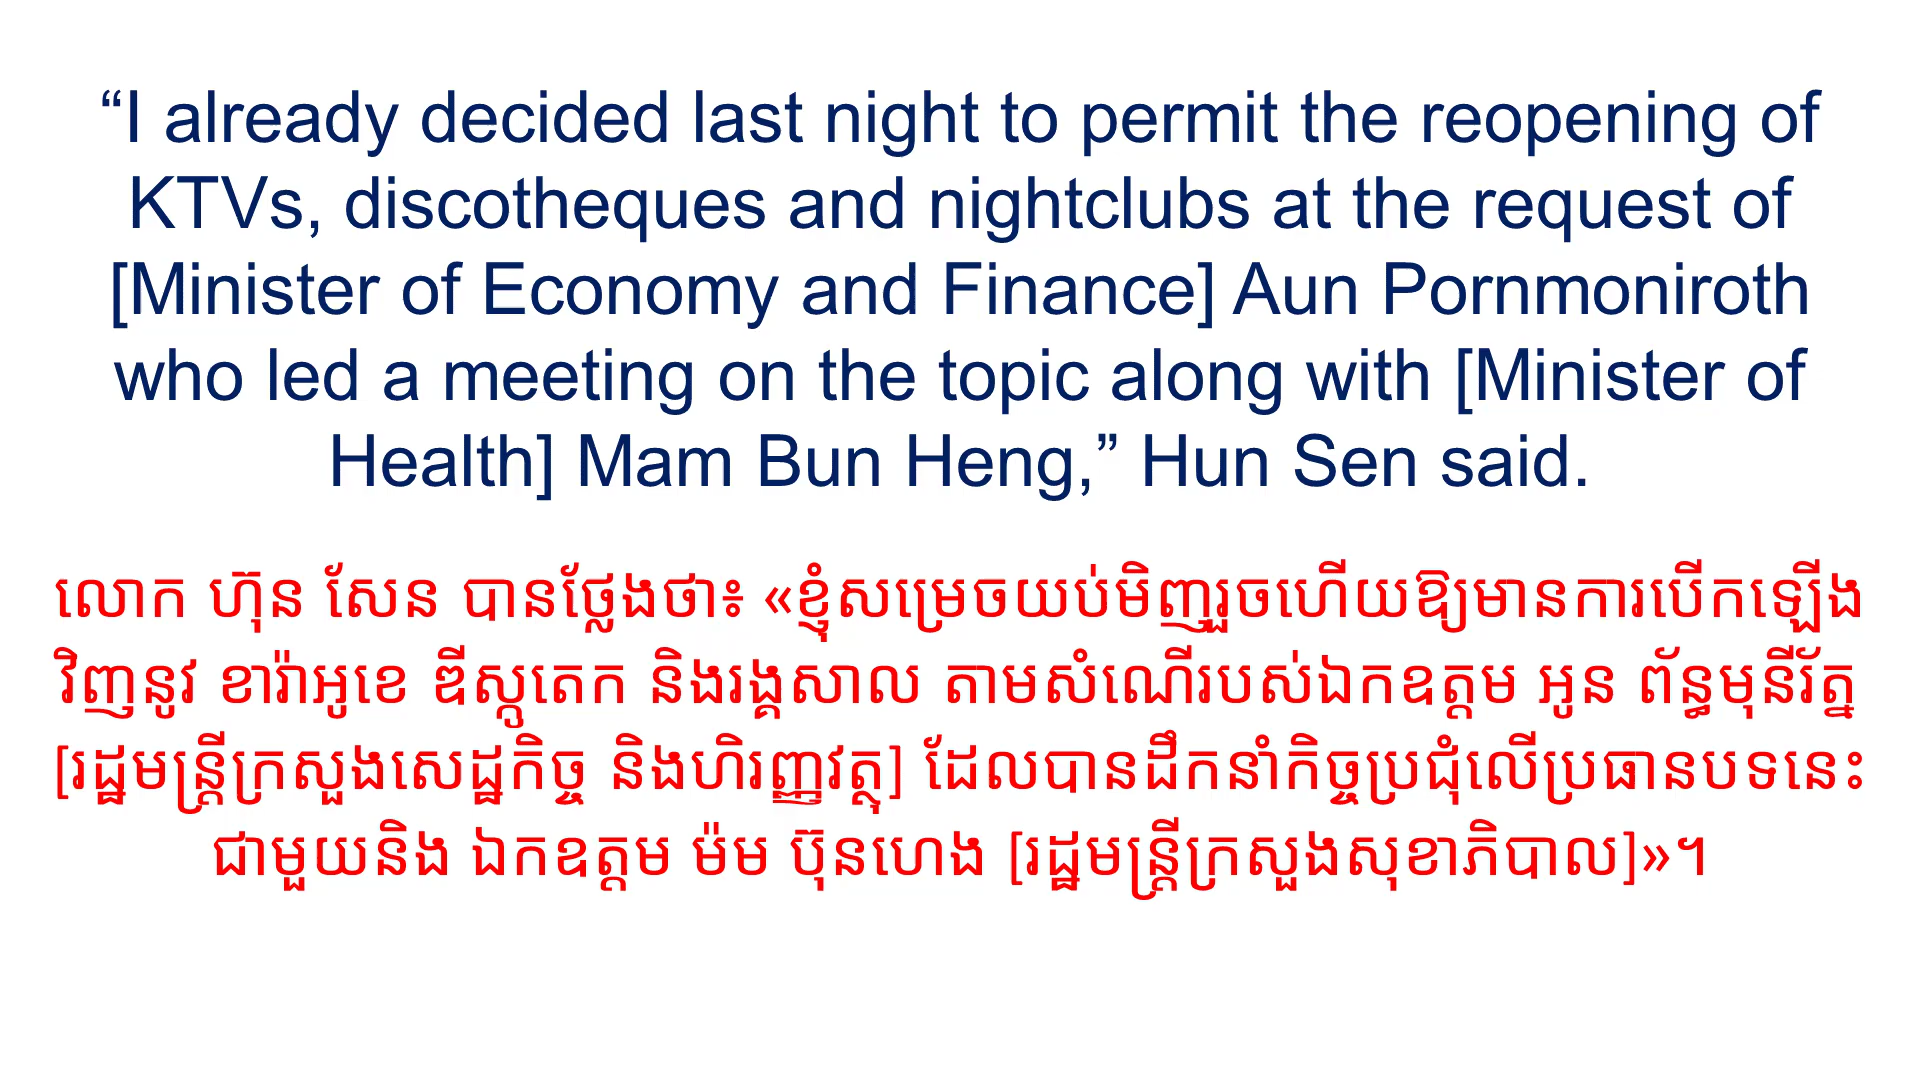 “I already decided last night to permit the reopening of
KTVs, discotheques and nightclubs at the request of
[Minister of Economy and Finance] Aun Pornmoniroth
who led a meeting on the topic along with [Minister of
Health] Mam Bun Heng,” Hun Sen said.
លោក ហ៊ុន សែន បានថ្លែងថា៖ «ខ្ញុំសម្រេចយប់មិញរួចហើយឱ្យមានការបើកឡើង
វិញនូវ ខារ៉ាអូខេ ឌីស្កូតេក និងរង្គសាល តាមសំណើរបស់ឯកឧត្តម អូន ព័ន្ធមុនីរ័ត្ន
[រដ្ឋមន្ត្រីក្រសួងសេដ្ឋកិច្ច និងហិរញ្ញវត្ថុ] ដែលបានដឹកនាំកិច្ចប្រជុំលើប្រធានបទនេះ
ជាមួយនិង ឯកឧត្តម ម៉ម ប៊ុនហេង [រដ្ឋមន្ត្រីក្រសួងសុខាភិបាល]»។